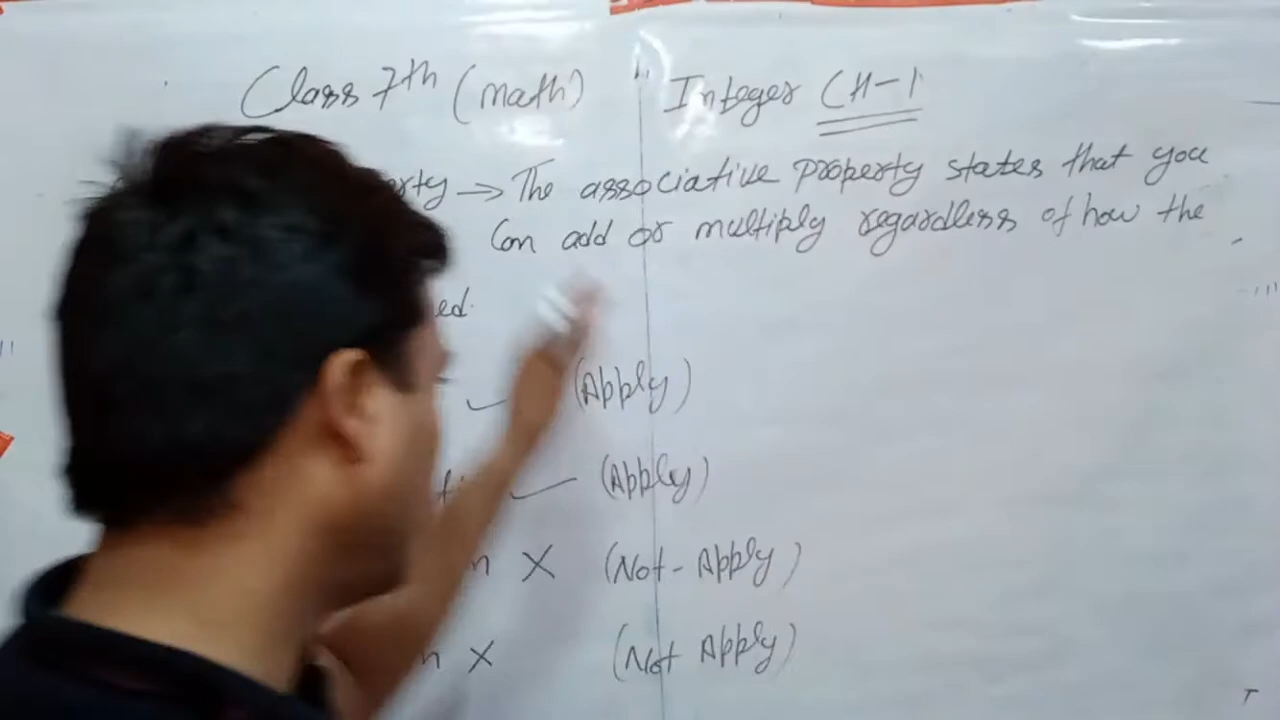 Class 7th (math) Integer CH-1
erty → The associative property states that you
Can add or multiply regardless of how the
ed.
✓ (Apply)
✓ (Apply)
n X (Not-Apply)
n X (Not Apply)